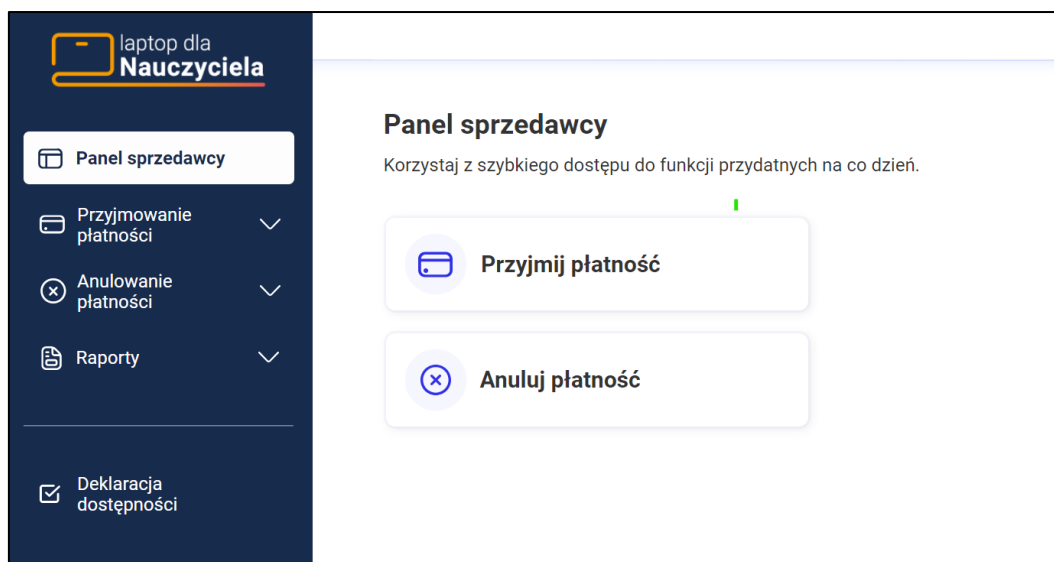 laptop dla
Nauczyciela
Panel sprzedawcy
Przyjmowanie
płatności
Anulowanie
płatności
Raporty
Deklaracja
dostępności
Panel sprzedawcy
Korzystaj z szybkiego dostępu do funkcji przydatnych na co dzień.
Przyjmij płatność
Anuluj płatność